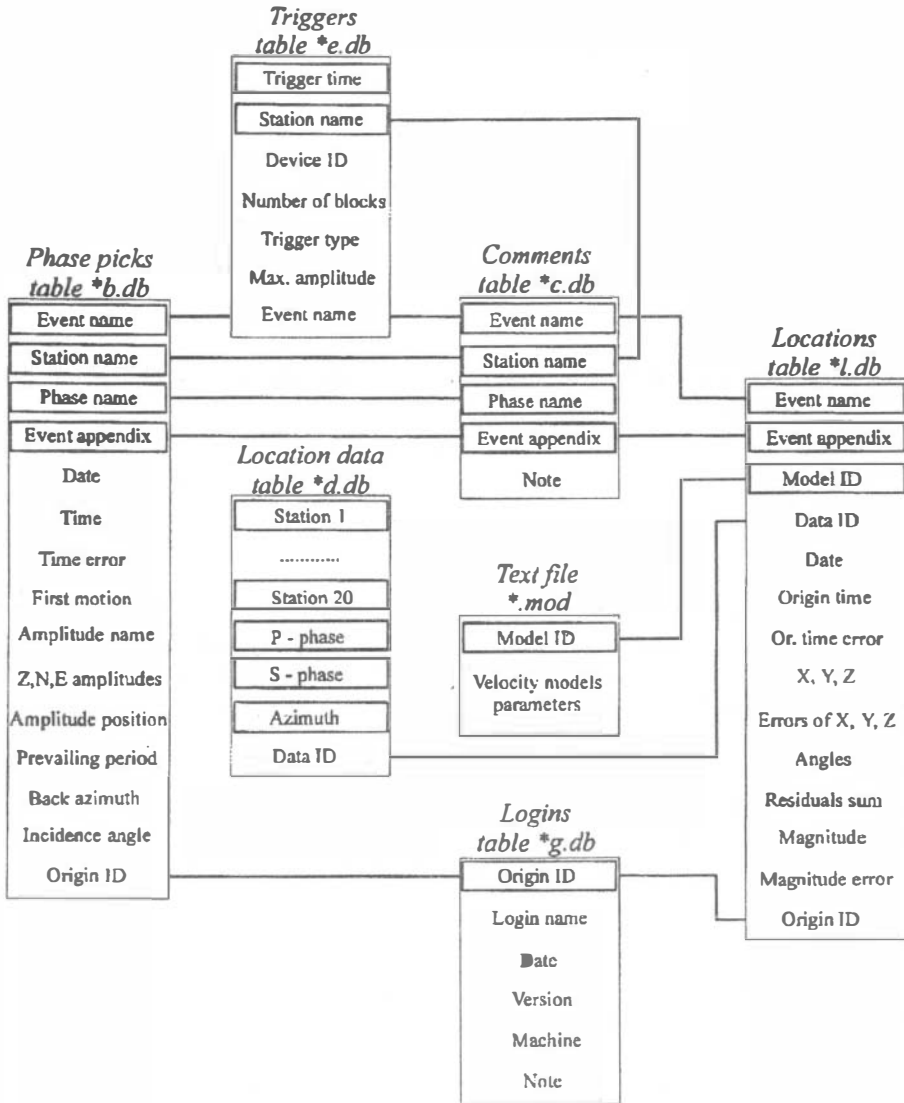 Triggers
table *e.db
Trigger time
Station name
Device ID
Number of blocks
Trigger type
Max. amplitude
Event name
Phase picks
table *b.db
Event name
Station name
Phase name
Event appendix
Date
Time
Time error
First motion
Amplitude name
Z,N,E amplitudes
Amplitude position
Prevailing period
Back azimuth
Incidence angle
Origin ID
Comments
table *c.db
Event name
Station name
Phase name
Event appendix
Note
Locations
table *l.db
Event name
Event appendix
Model ID
Data ID
Date
Origin time
Or. time error
X, Y, Z
Errors of X, Y, Z
Angles
Residuals sum
Magnitude
Magnitude error
Origin ID
Location data
table *d.db
Station 1
............
Station 20
P - phase
S - phase
Azimuth
Data ID
Text file
*.mod
Model ID
Velocity models
parameters
Logins
table *g.db
Origin ID
Login name
Date
Version
Machine
Note